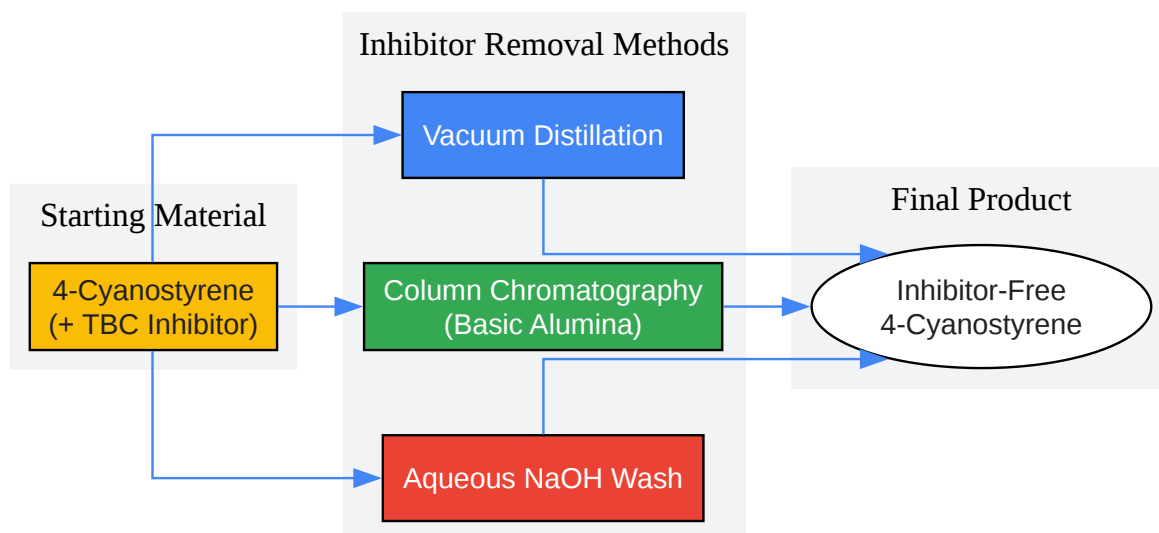 Inhibitor Removal Methods
Vacuum Distillation
Starting Material
4-Cyanostyrene
(+ TBC Inhibitor)
Column Chromatography
(Basic Alumina)
Aqueous NaOH Wash
Final Product
Inhibitor-Free
4-Cyanostyrene